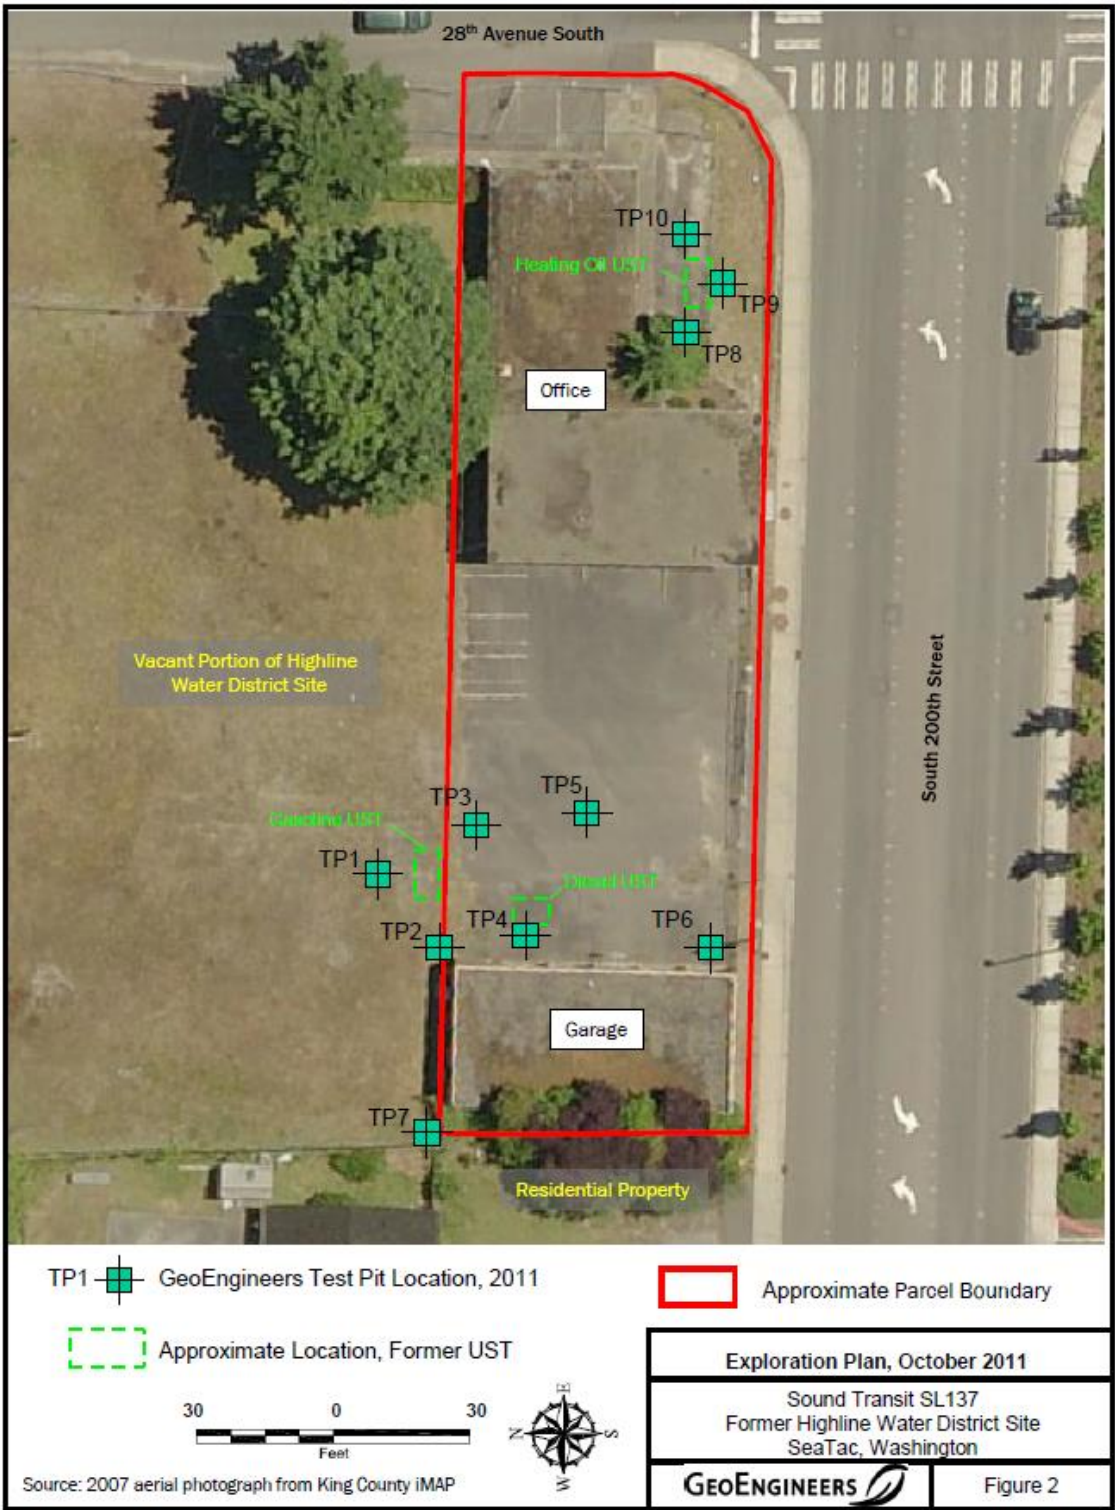 28th Avenue South
TP10
Heating Oil UST
TP9
TP8
Office
South 200th Street
Vacant Portion of Highline
Water District Site
TP5
TP3
Gasoline UST
TP1
Diesel UST
TP2
TP4
TP6
Garage
TP7
Residential Property
TP1
GeoEngineers Test Pit Location, 2011
Approximate Parcel Boundary
Approximate Location, Former UST
Exploration Plan, October 2011
Sound Transit SL137
Former Highline Water District Site
SeaTac, Washington
30 0 30
Feet
E
N S
W
Source: 2007 aerial photograph from King County iMAP
GEOENGINEERS
Figure 2